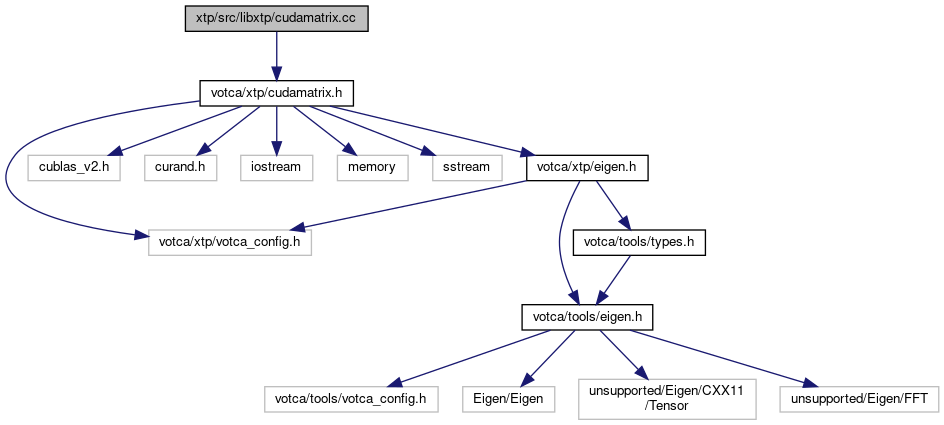 xtp/src/libxtp/cudamatrix.cc
votca/xtp/cudamatrix.h
cublas_v2.h
curand.h
iostream
memory
sstream
votca/xtp/eigen.h
votca/xtp/votca_config.h
votca/tools/types.h
votca/tools/eigen.h
votca/tools/votca_config.h
Eigen/Eigen
unsupported/Eigen/CXX11
/Tensor
unsupported/Eigen/FFT